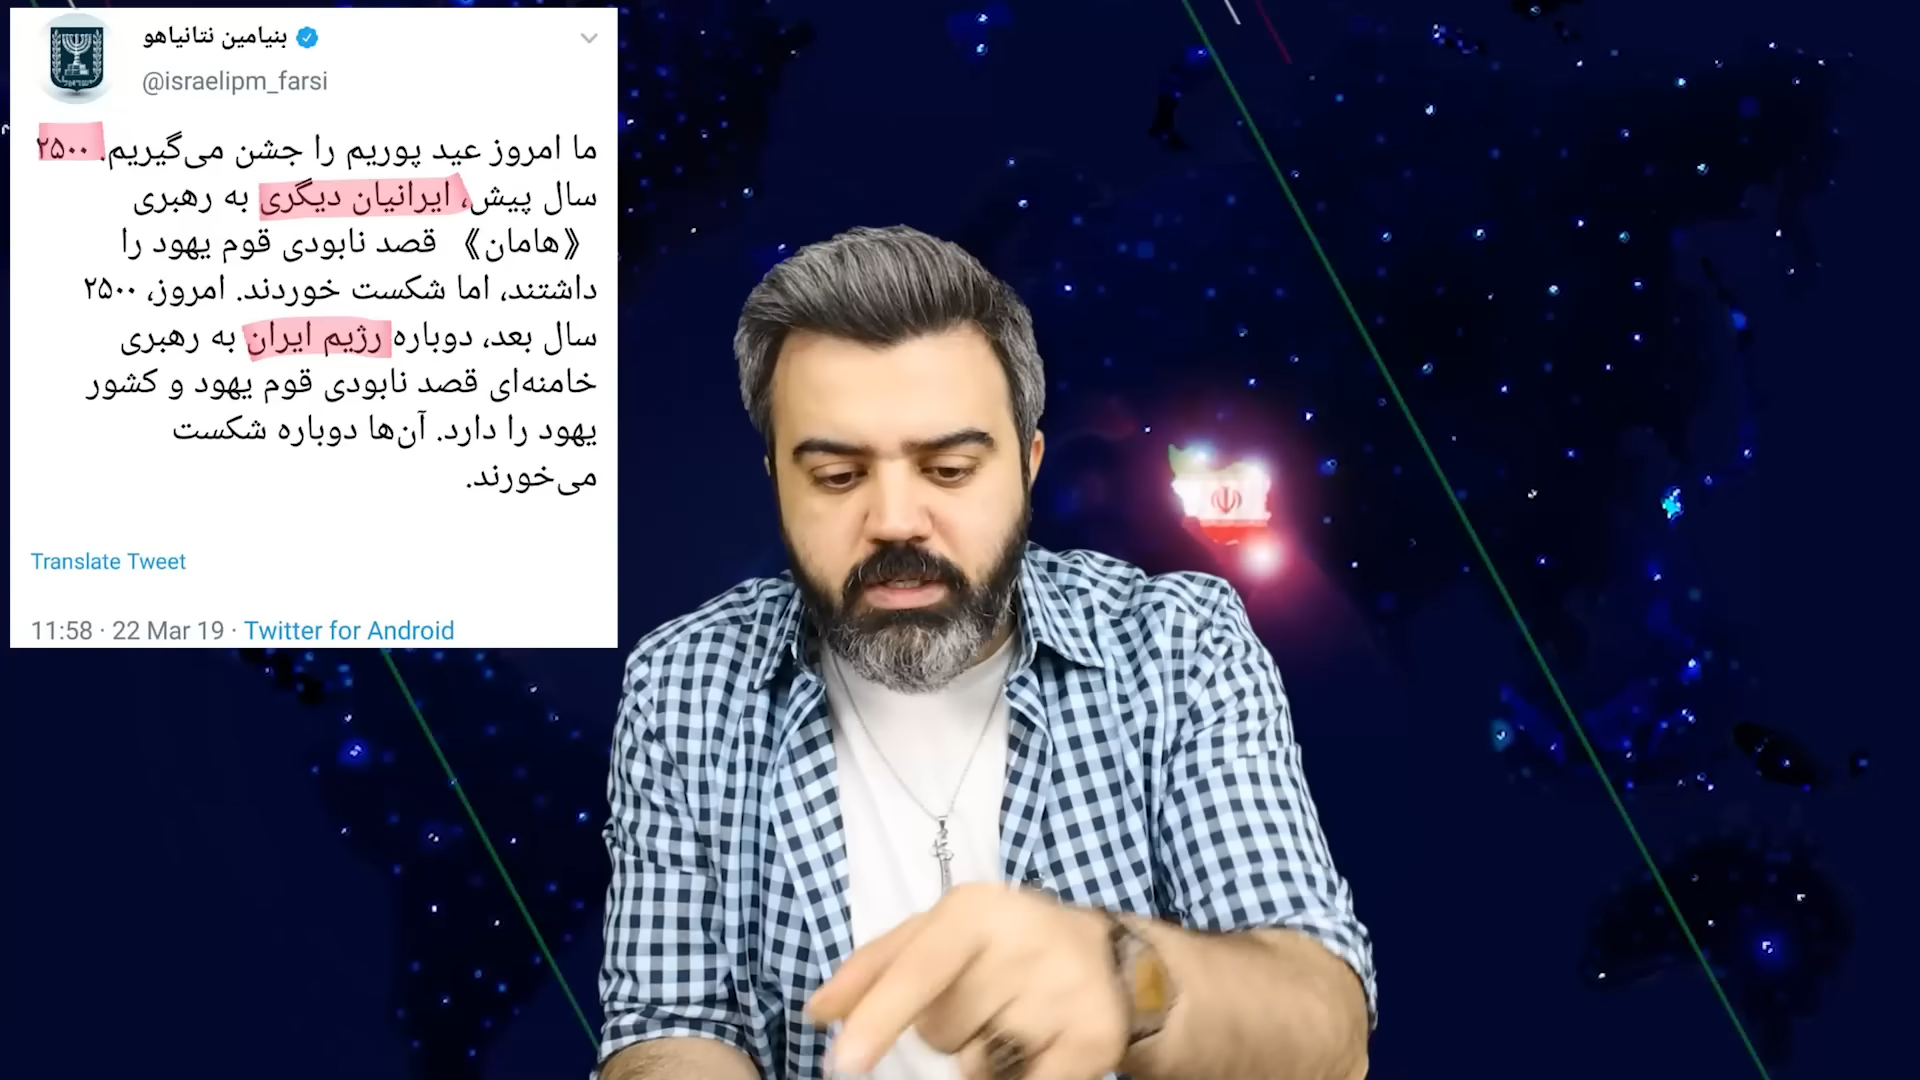 بنیامین نتانیاهو
@israelipm_farsi
ما امروز عید پوریم را جشن می‌گیریم. ۲۵۰۰
سال پیش، ایرانیان دیگری به رهبری
《هامان》 قصد نابودی قوم یهود را
داشتند، اما شکست خوردند. امروز، ۲۵۰۰
سال بعد، دوباره رژیم ایران به رهبری
خامنه‌ای قصد نابودی قوم یهود و کشور
یهود را دارد. آن‌ها دوباره شکست
می‌خورند.
Translate Tweet
11:58 · 22 Mar 19 · Twitter for Android